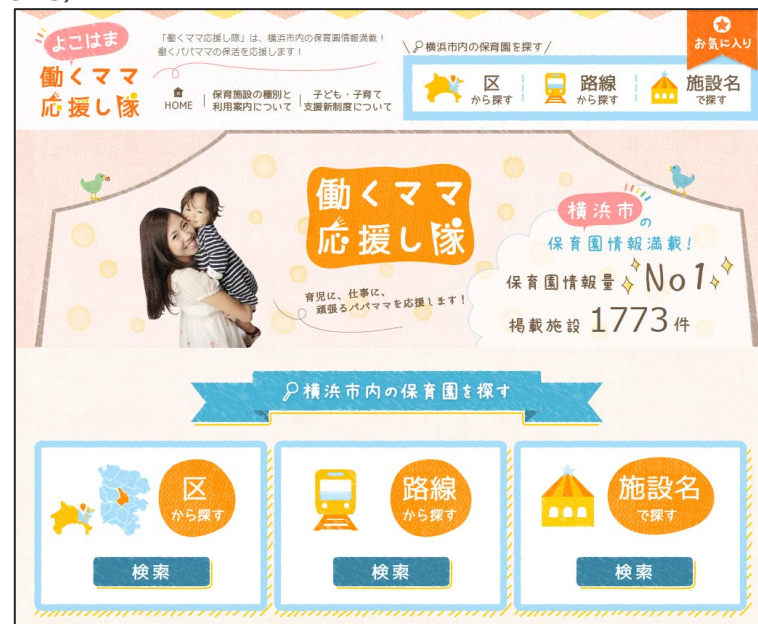 よこはま
働くママ
応援し隊
「働くママ応援し隊」は、横浜市内の保育園情報満載！
働くパパママの保活を応援します！
HOME
保育施設の種別と
利用案内について
子ども・子育て
支援新制度について
横浜市内の保育園を探す
区
から探す
路線
から探す
施設名
で探す
お気に入り
働くママ
応援し隊
育児に、仕事に、
頑張るパパママを応援します！
横浜市の
保育園情報満載！
保育園情報量No1
掲載施設1773件
横浜市内の保育園を探す
区
から探す
検索
路線
から探す
検索
施設名
で探す
検索